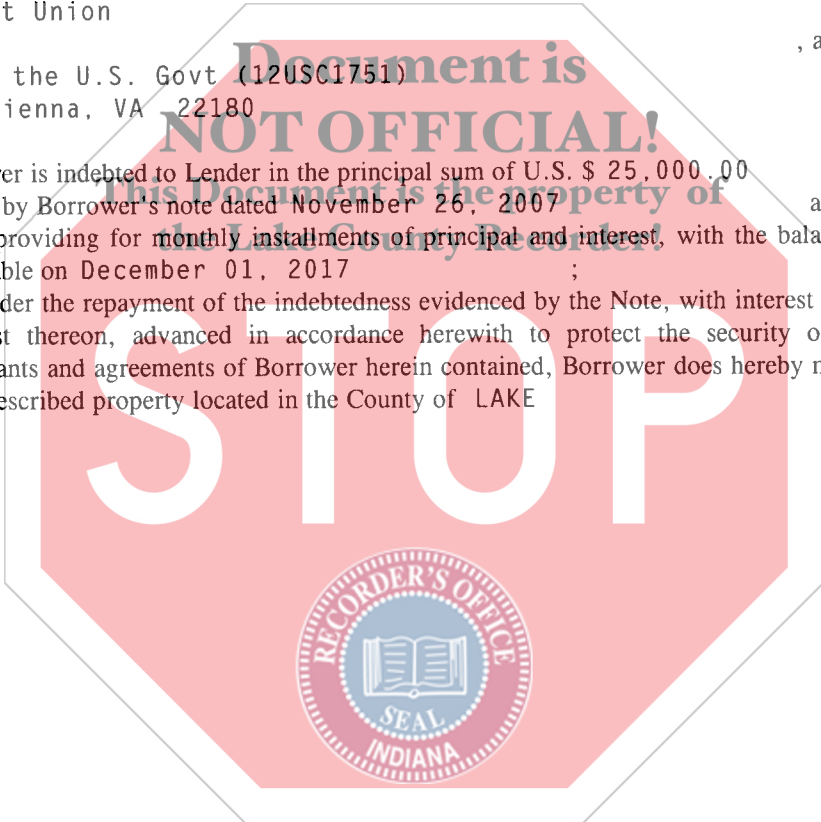 t Union
, a
the U.S. Govt (12USC1751)
ienna, VA 22180
Document is
NOT OFFICIAL!
This Document is the property of
the Lake County Recorder!
er is indebted to Lender in the principal sum of U.S. $ 25,000.00
by Borrower's note dated November 26, 2007 a
providing for monthly installments of principal and interest, with the bala
ble on December 01, 2017 ;
der the repayment of the indebtedness evidenced by the Note, with interest
t thereon, advanced in accordance herewith to protect the security o
ants and agreements of Borrower herein contained, Borrower does hereby
escribed property located in the County of LAKE
STOP
RECORDER'S OFFICE
SEAL
INDIANA